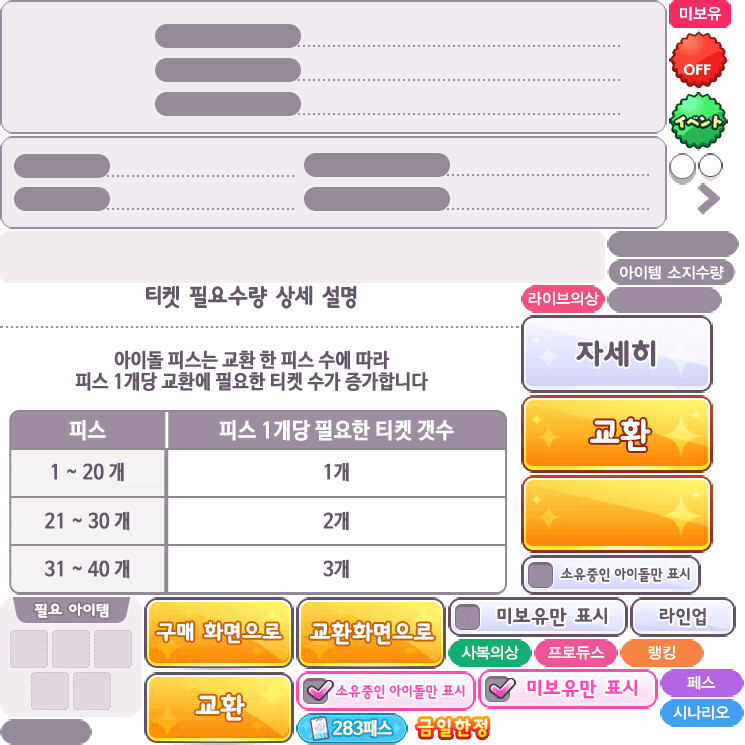 미보유
OFF
イベント
아이템 소지수량
티켓 필요수량 상세 설명
라이브의상
자세히
아이돌 피스는 교환 한 피스 수에 따라
피스 1개당 교환에 필요한 티켓 수가 증가합니다
피스 피스 1개당 필요한 티켓 갯수
1 ~ 20 개 1개
21 ~ 30 개 2개
31 ~ 40 개 3개
교환
소유중인 아이돌만 표시
필요 아이템
구매 화면으로
교환화면으로
미보유만 표시
라인업
사복의상
프로듀스
랭킹
교환
소유중인 아이돌만 표시
미보유만 표시
페스
283패스
금일한정
시나리오